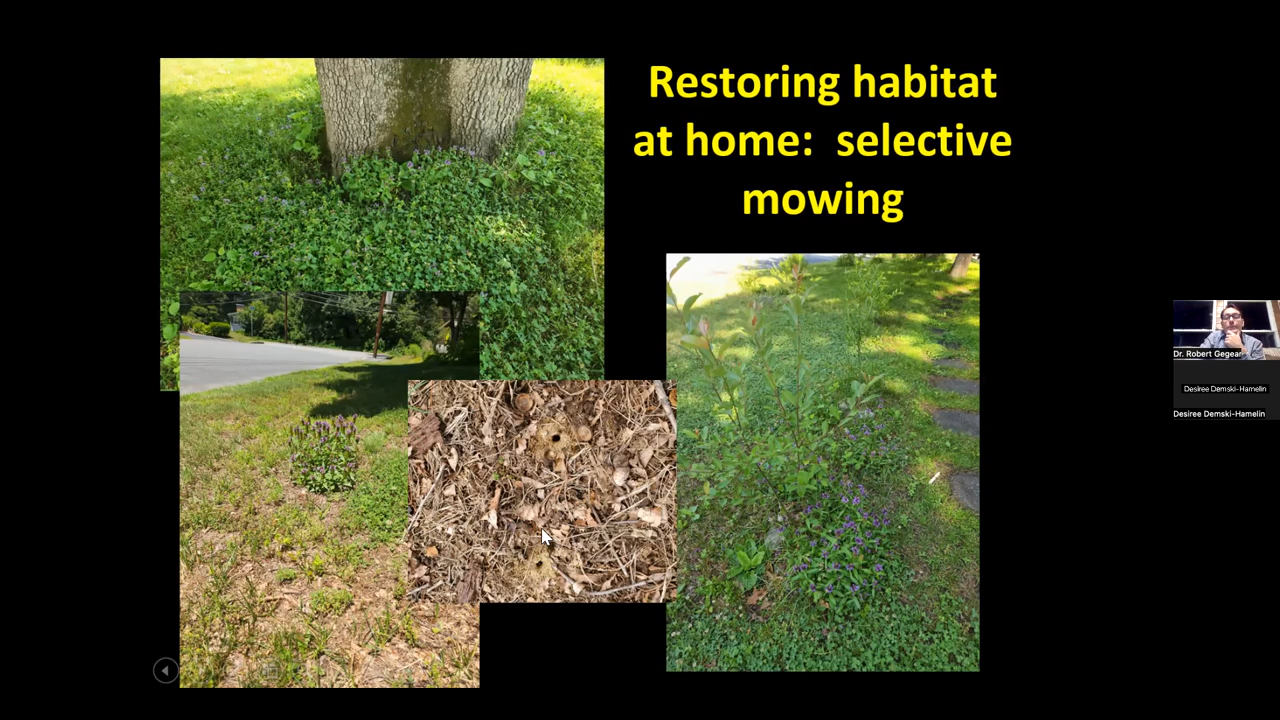 Restoring habitat
at home:  selective
mowing
Dr. Robert Gegear
Desiree Demski-Hamelin
Desiree Demski-Hamelin